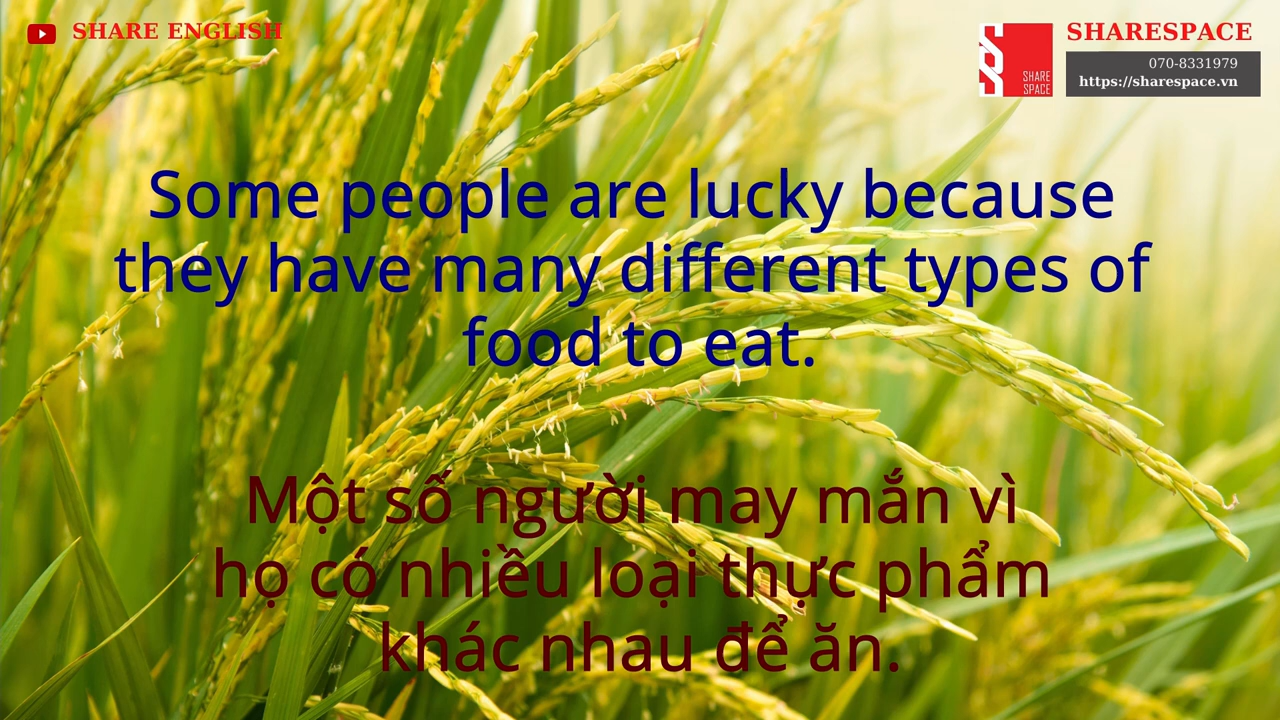 SHARE ENGLISH
SHARESPACE
070-8331979
https://sharespace.vn
SHARE
SPACE
Some people are lucky because
they have many different types of
food to eat.
Một số người may mắn vì
họ có nhiều loại thực phẩm
khác nhau để ăn.